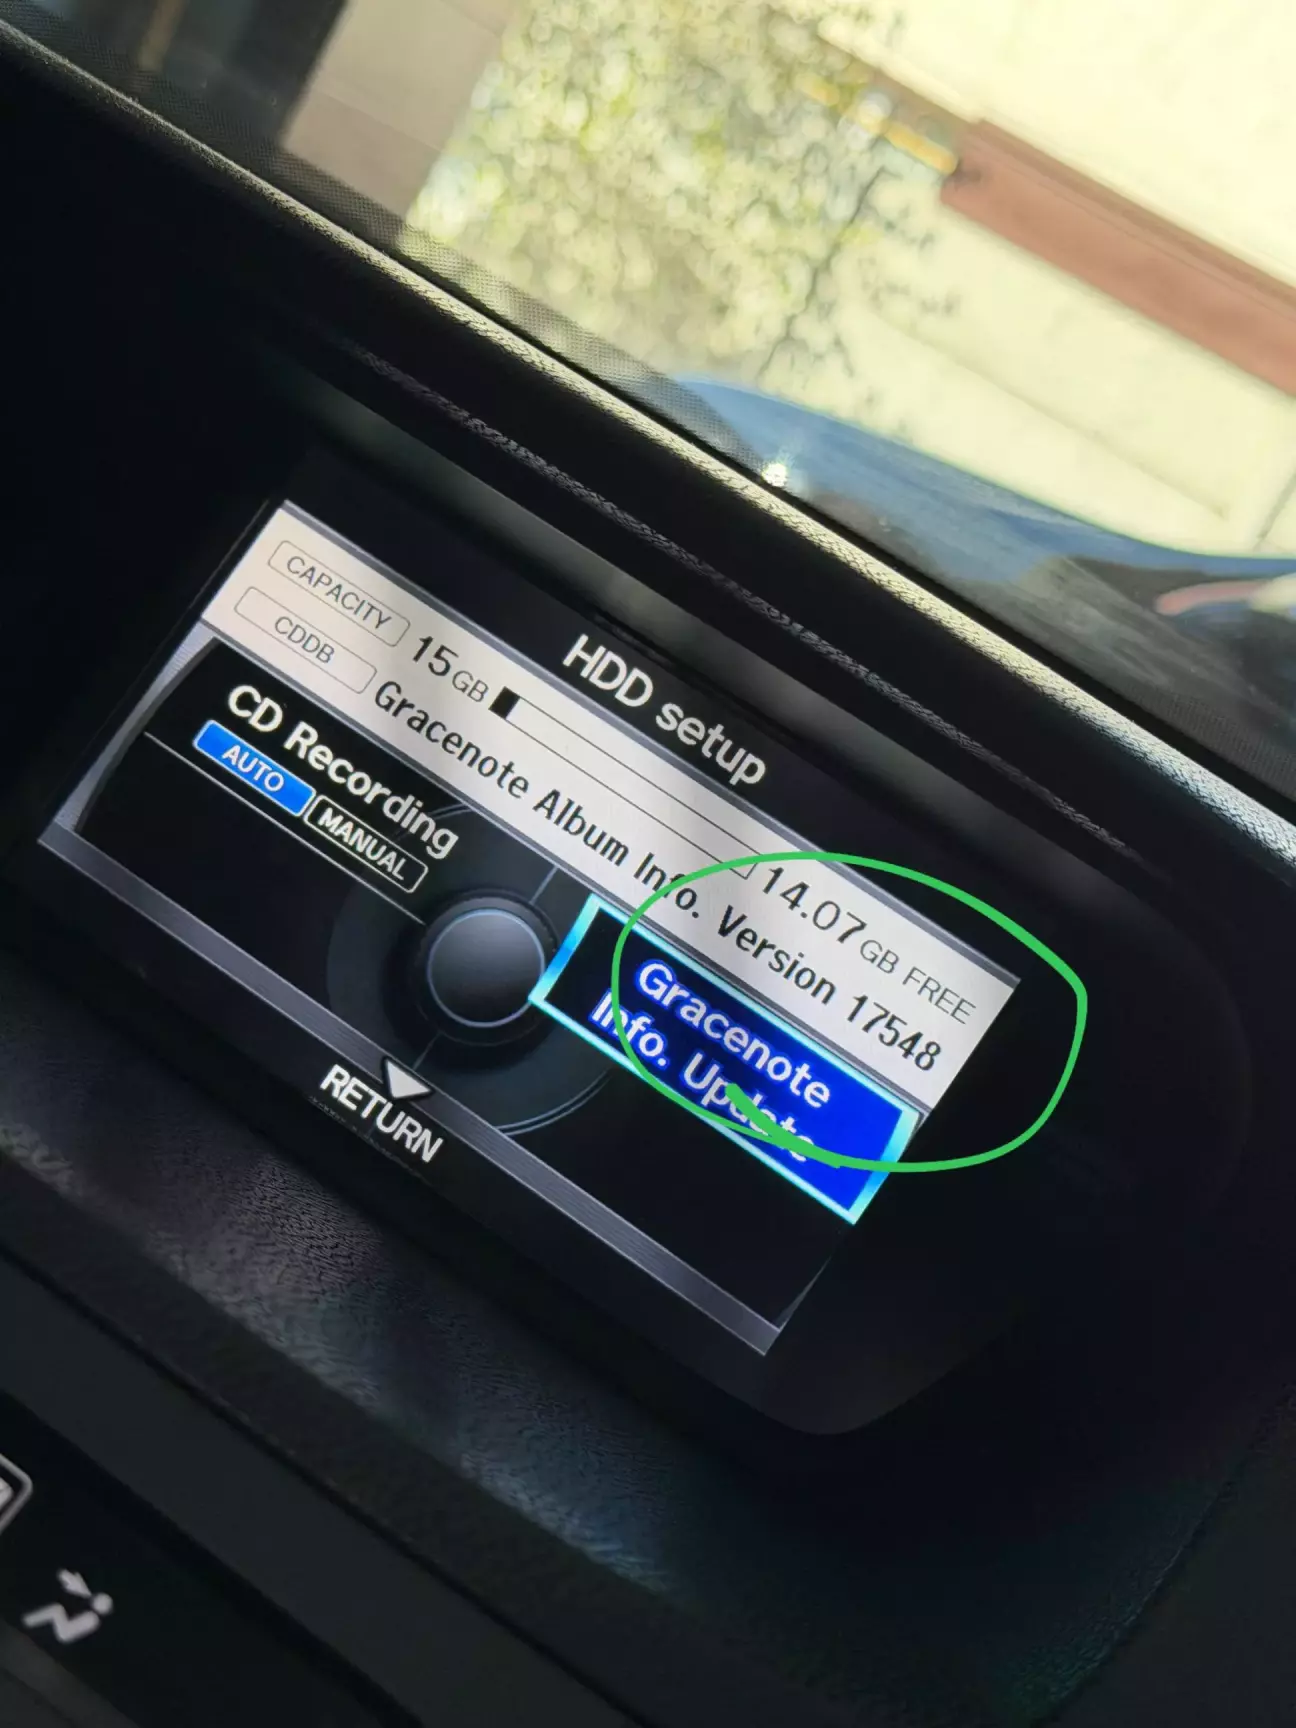 HDD setup
CAPACITY 15GB 14.07GB FREE
CDDB Gracenote Album Info. Version 17548
CD Recording
AUTO MANUAL
Gracenote
Info. Update
RETURN